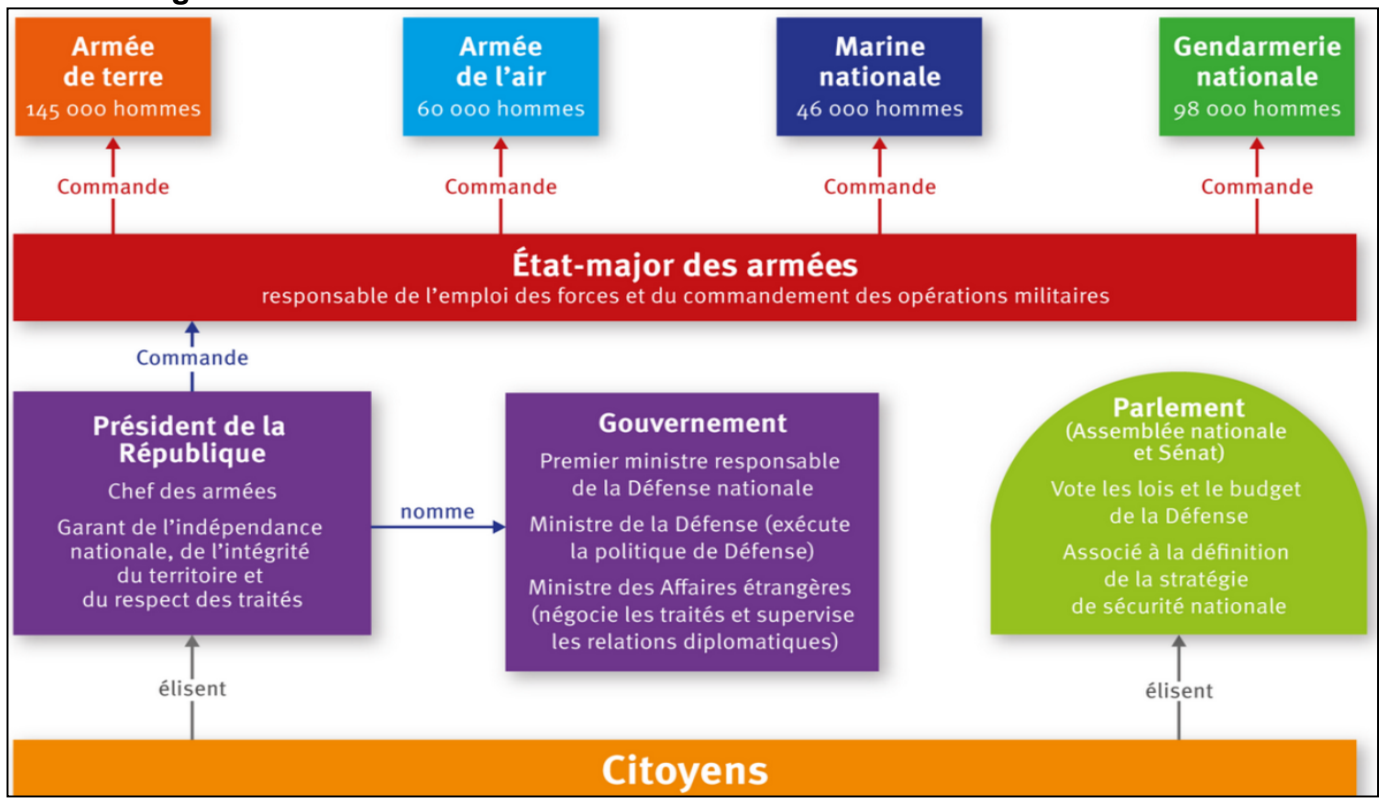 Armée
de terre
145 000 hommes
Armée
de l'air
60 000 hommes
Marine
nationale
46 000 hommes
Gendarmerie
nationale
98 000 hommes
Commande
Commande
Commande
Commande
État-major des armées
responsable de l'emploi des forces et du commandement des opérations militaires
Commande
Président de la
République
Chef des armées
Garant de l'indépendance
nationale, de l'intégrité
du territoire et
du respect des traités
nomme
Gouvernement
Premier ministre responsable
de la Défense nationale
Ministre de la Défense (exécute
la politique de Défense)
Ministre des Affaires étrangères
(négocie les traités et supervise
les relations diplomatiques)
Parlement
(Assemblée nationale
et Sénat)
Vote les lois et le budget
de la Défense
Associé à la définition
de la stratégie
de sécurité nationale
élisent
élisent
Citoyens